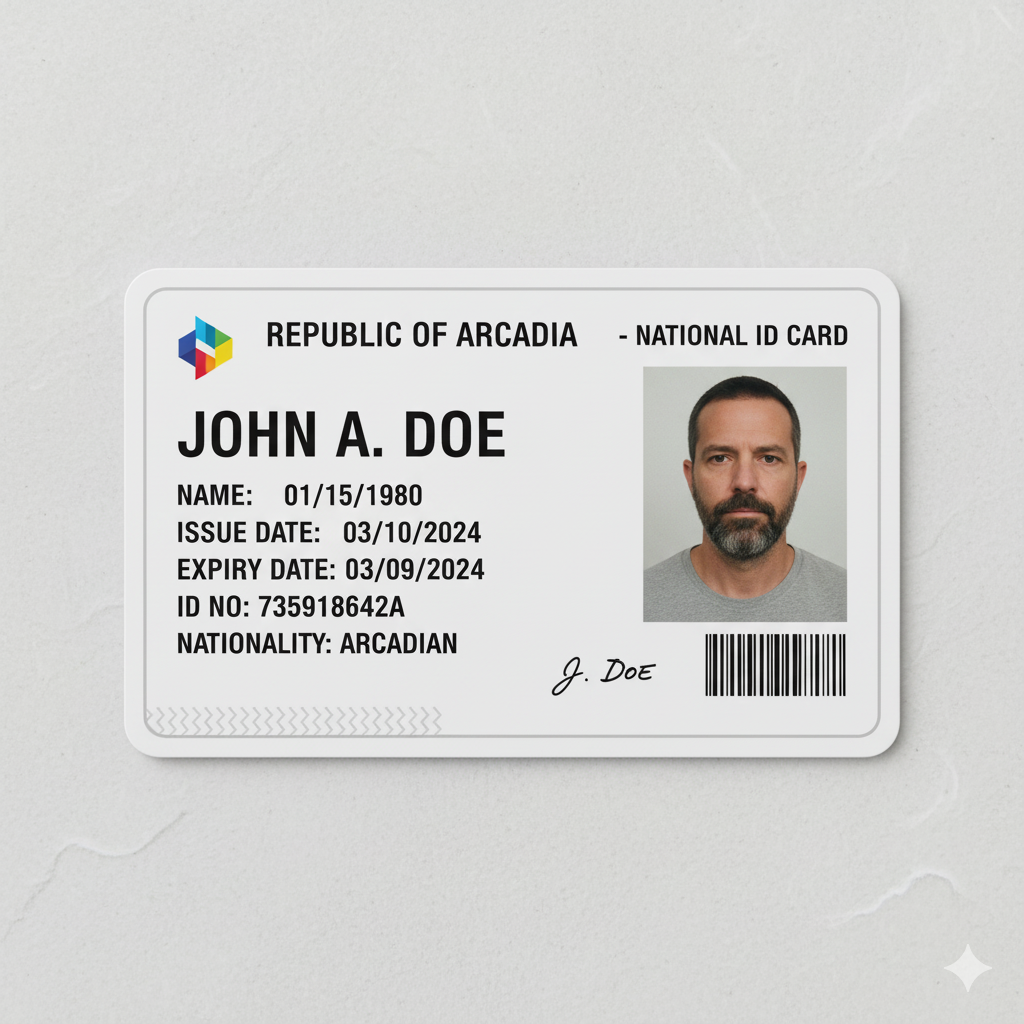 REPUBLIC OF ARCADIA - NATIONAL ID CARD
JOHN A. DOE
NAME: 01/15/1980
ISSUE DATE: 03/10/2024
EXPIRY DATE: 03/09/2024
ID NO: 735918642A
NATIONALITY: ARCADIAN
J. DOE